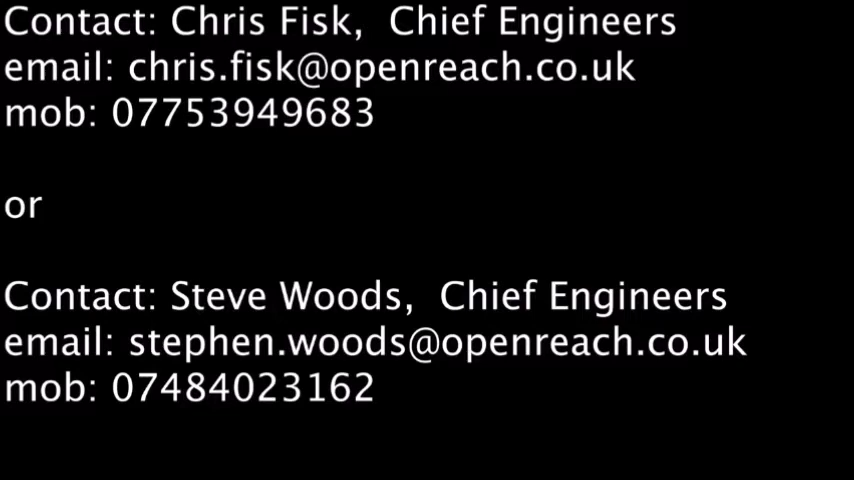 Contact: Chris Fisk,  Chief Engineers
email: chris.fisk@openreach.co.uk
mob: 07753949683
or
Contact: Steve Woods,  Chief Engineers
email: stephen.woods@openreach.co.uk
mob: 07484023162